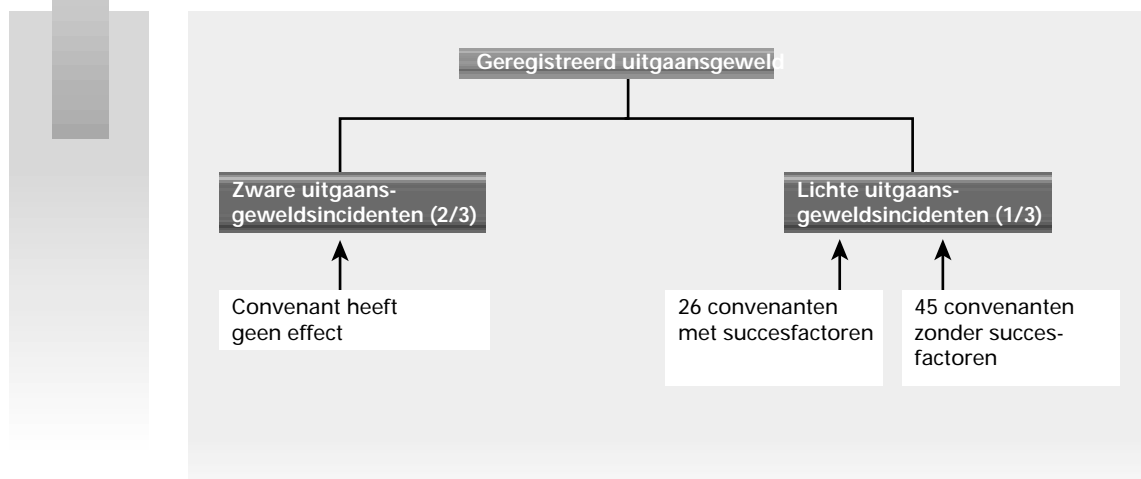 Geregistreerd uitgaansgeweld
Zware uitgaans-
geweldsincidenten (2/3)
Lichte uitgaans-
geweldsincidenten (1/3)
Convenant heeft
geen effect
26 convenanten
met succesfactoren
45 convenanten
zonder succes-
factoren